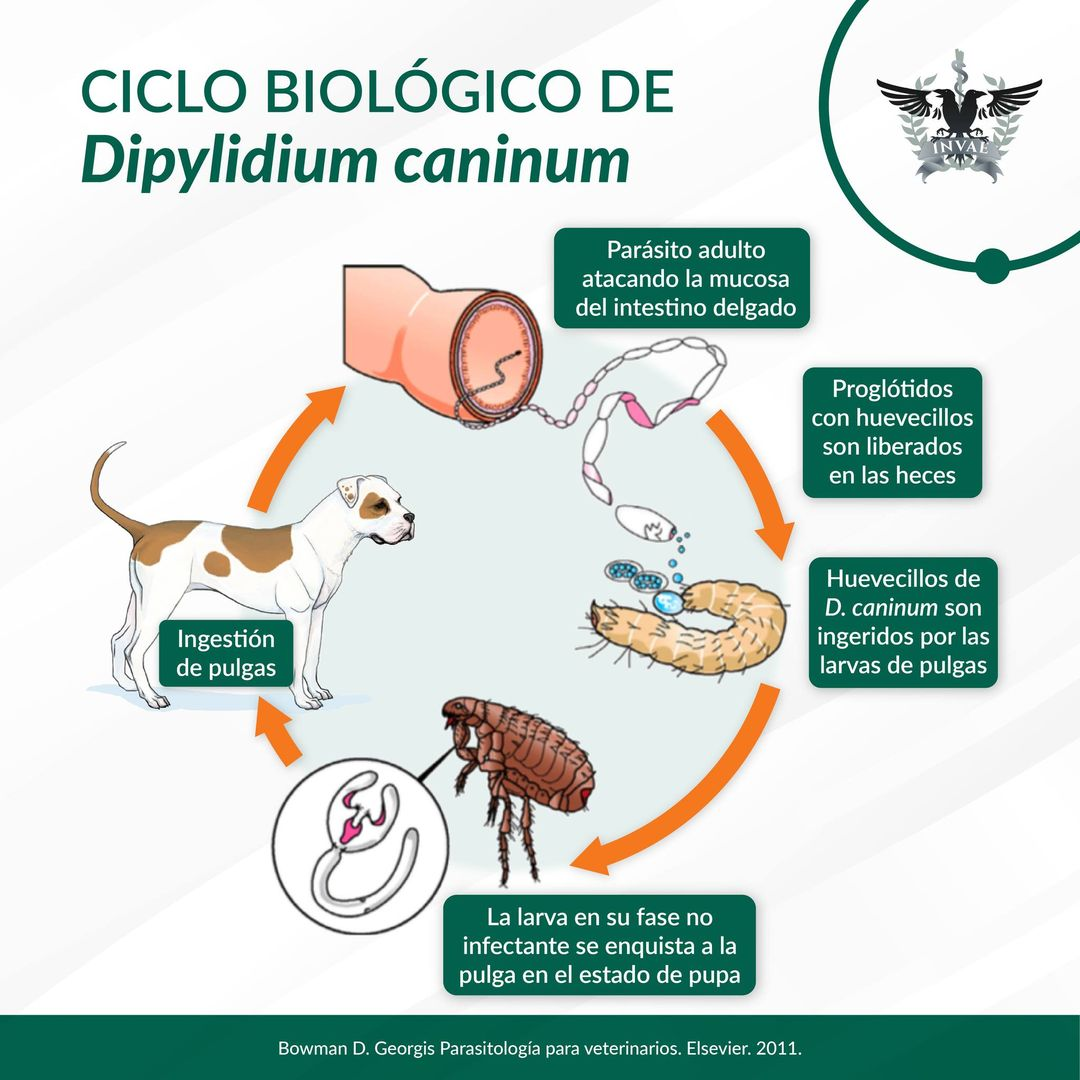 CICLO BIOLÓGICO DE
Dipylidium caninum
INVAE
Parásito adulto
atacando la mucosa
del intestino delgado
Proglótidos
con huevecillos
son liberados
en las heces
Huevecillos de
D. caninum son
ingeridos por las
larvas de pulgas
Ingestión
de pulgas
La larva en su fase no
infectante se enquista a la
pulga en el estado de pupa
Bowman D. Georgis Parasitología para veterinarios. Elsevier. 2011.